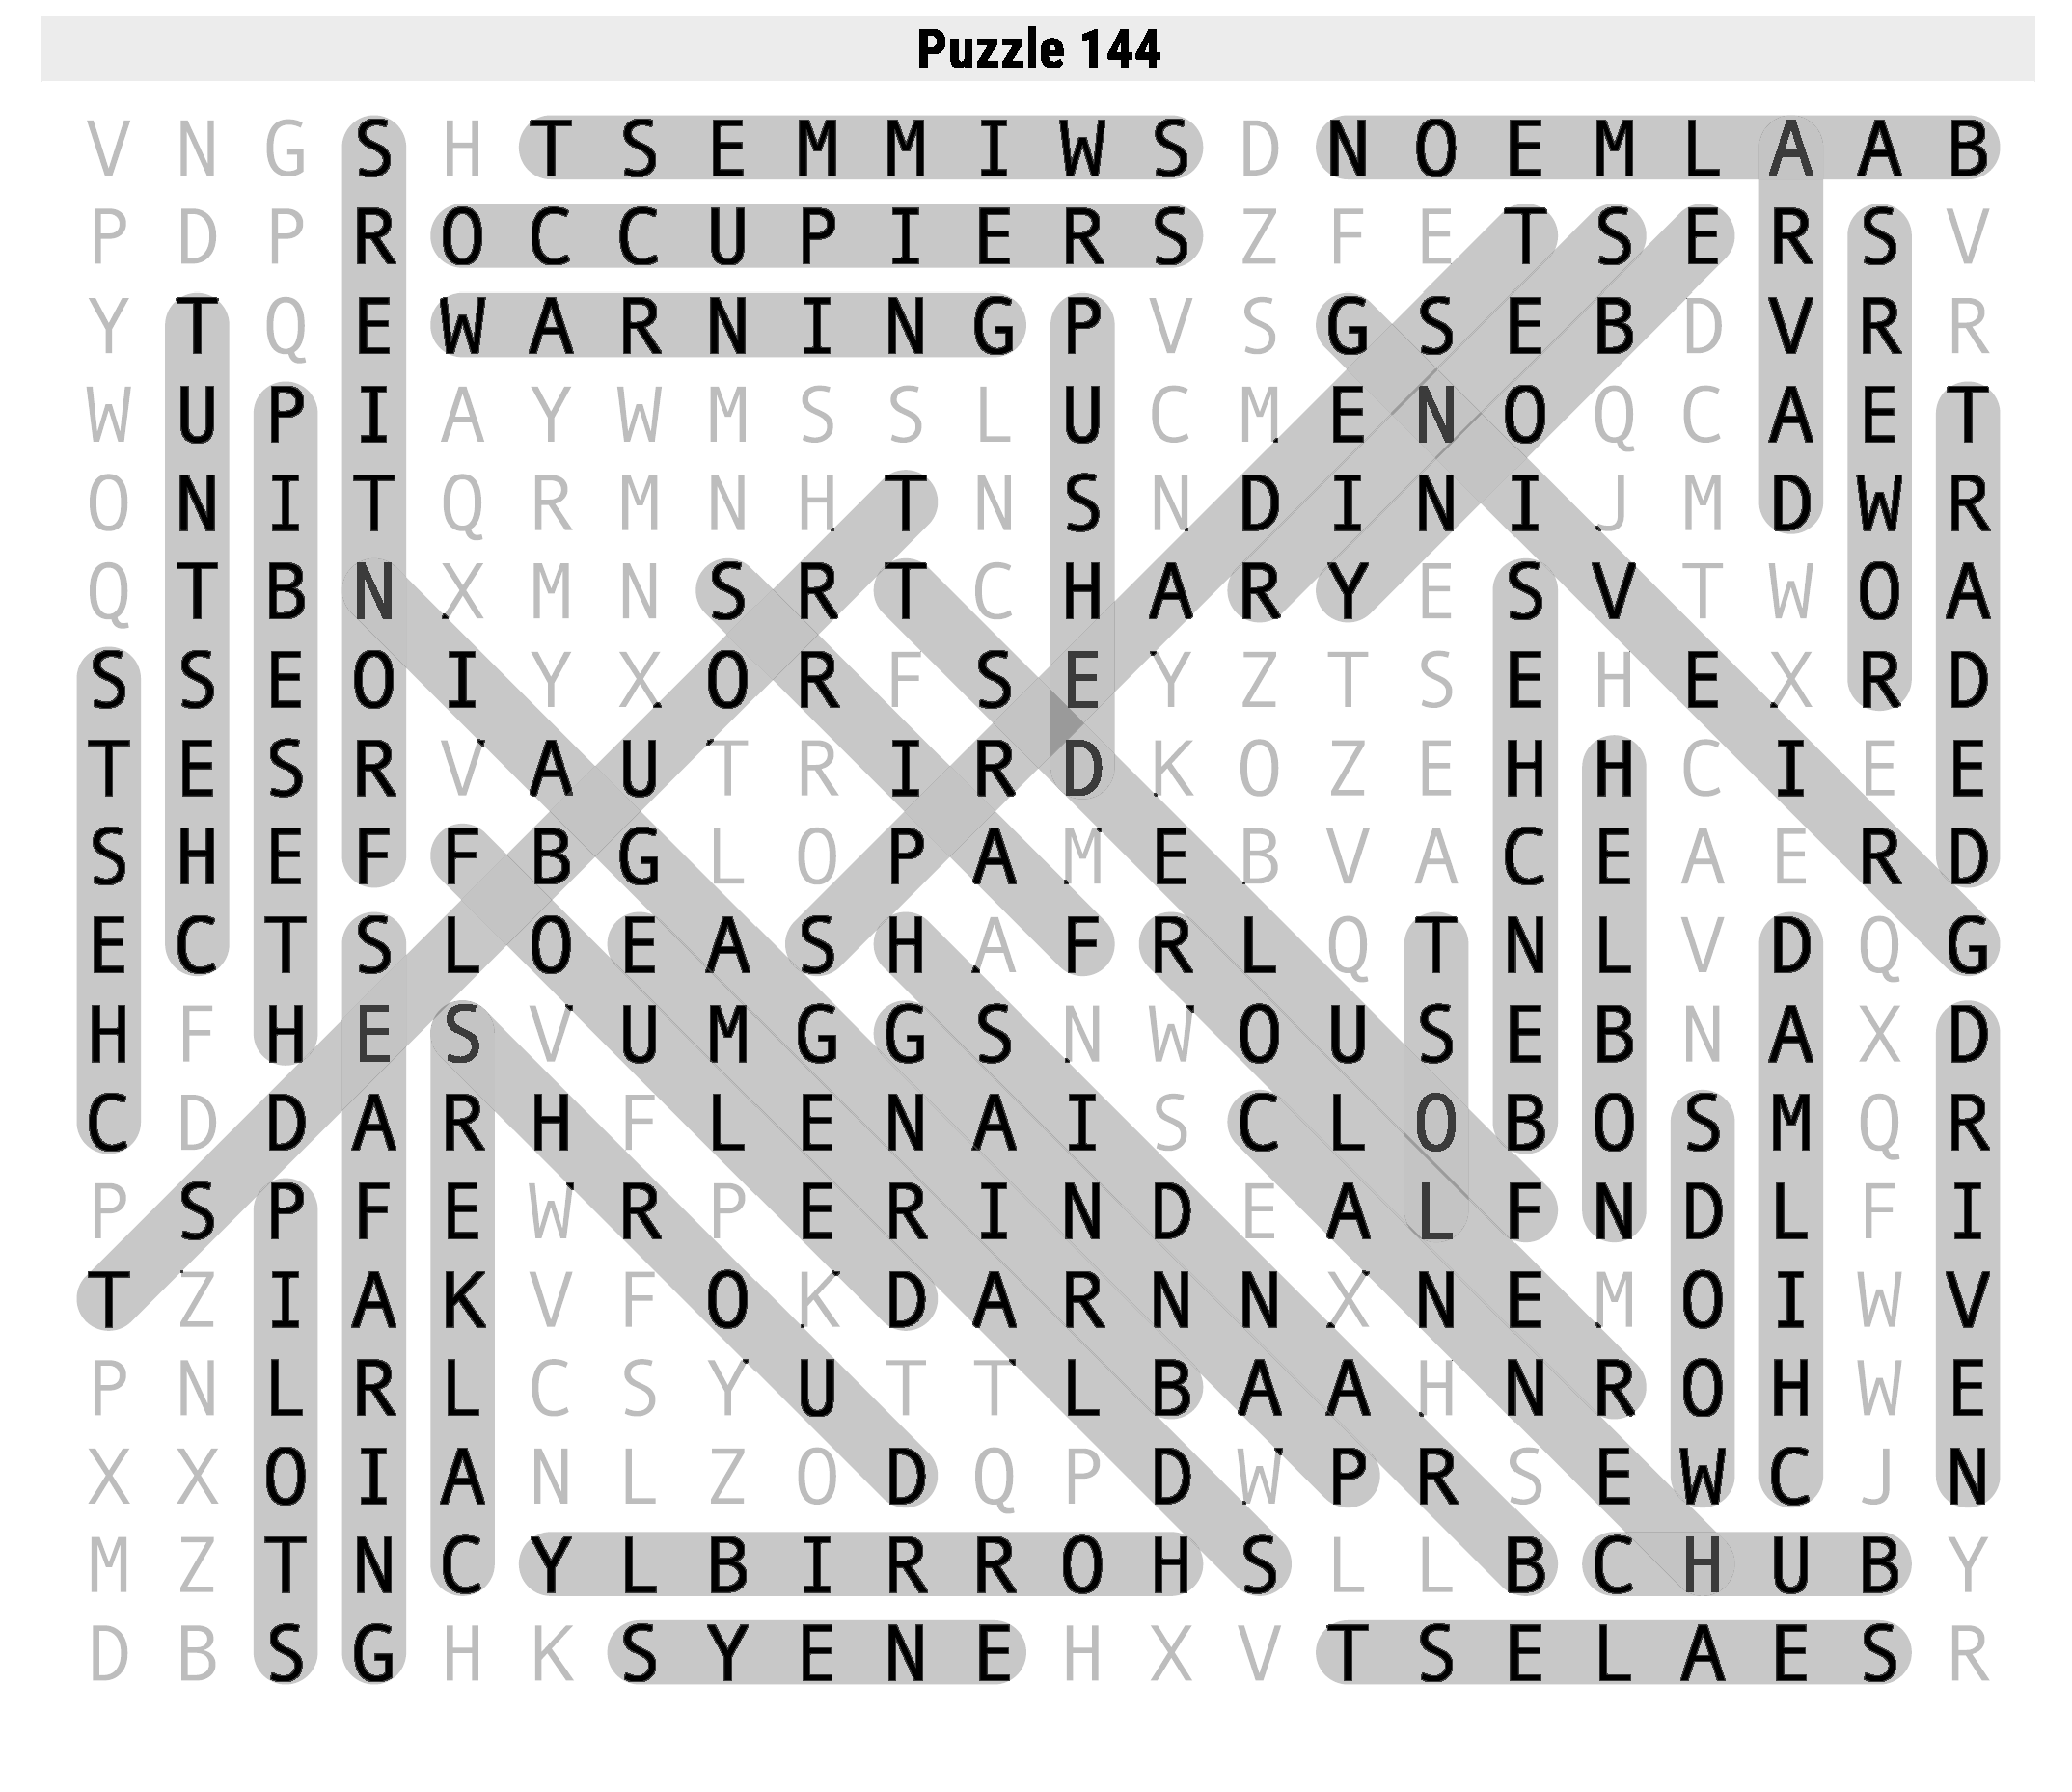 Puzzle 144
V N G S H T S E M M I W S D N O E M L A A B
P D P R O C C U P I E R S Z F E T S E R S V
Y T Q E W A R N I N G P V S G S E B D V R R
W U P I A Y W M S S L U C M E N O Q C A E T
O N I T Q R M N H T N S N D I N I J M D W R
Q T B N X M N S R T C H A R Y E S V T W O A
S S E O I Y X O R F S E Y Z T S E H E X R D
T E S R V A U T R I R D K O Z E H H C I E E
S H E F F B G L O P A M E B V A C E A E R D
E C T S L O E A S H A F R L Q T N L V D Q G
H F H E S V U M G G S N W O U S E B N A X D
C D D A R H F L E N A I S C L O B O S M Q R
P S P F E W R P E R I N D E A L F N D L F I
T Z I A K V F O K D A R N N X N E M O I W V
P N L R L C S Y U T T L B A A H N R O H W E
X X O I A N L Z O D Q P D W P R S E W C J N
M Z T N C Y L B I R R O H S L L B C H U B Y
D B S G H K S Y E N E H X V T S E L A E S R